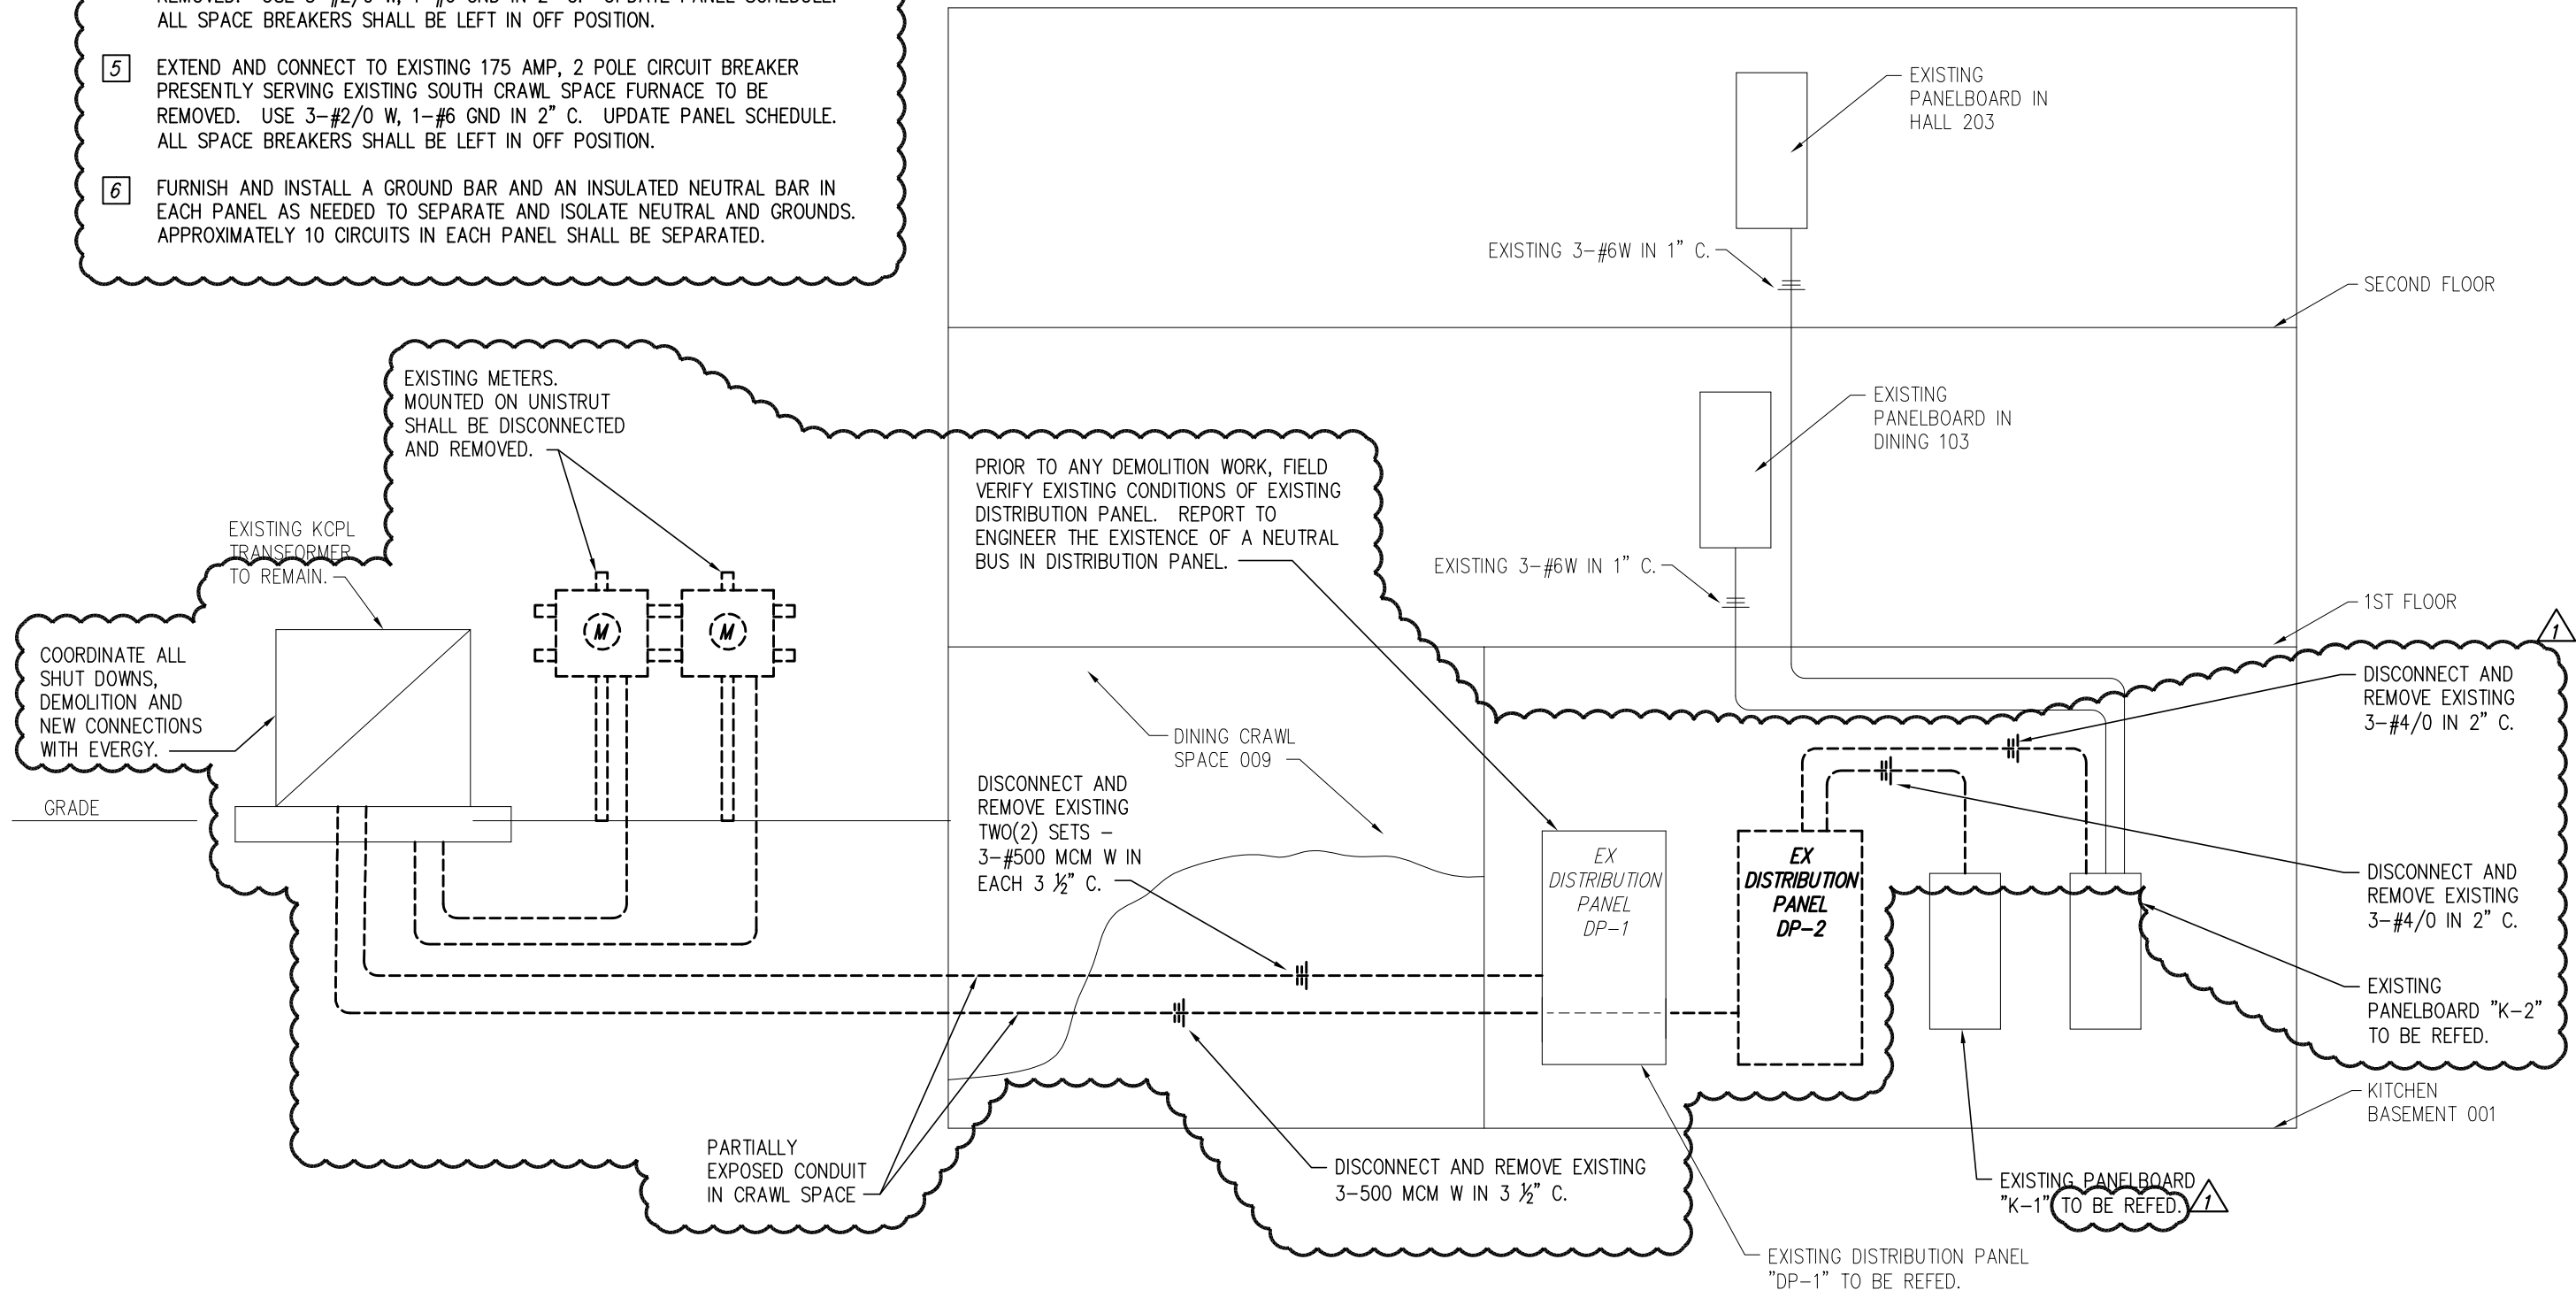 REMOVED. USE 3-#2/0 W, 1-#6 GND IN 2" C. UPDATE PANEL SCHEDULE.
ALL SPACE BREAKERS SHALL BE LEFT IN OFF POSITION.
5 EXTEND AND CONNECT TO EXISTING 175 AMP, 2 POLE CIRCUIT BREAKER
PRESENTLY SERVING EXISTING SOUTH CRAWL SPACE FURNACE TO BE
REMOVED. USE 3-#2/0 W, 1-#6 GND IN 2" C. UPDATE PANEL SCHEDULE.
ALL SPACE BREAKERS SHALL BE LEFT IN OFF POSITION.
6 FURNISH AND INSTALL A GROUND BAR AND AN INSULATED NEUTRAL BAR IN
EACH PANEL AS NEEDED TO SEPARATE AND ISOLATE NEUTRAL AND GROUNDS.
APPROXIMATELY 10 CIRCUITS IN EACH PANEL SHALL BE SEPARATED.
EXISTING
PANELBOARD IN
HALL 203
EXISTING 3-#6W IN 1" C.
SECOND FLOOR
EXISTING METERS.
MOUNTED ON UNISTRUT
SHALL BE DISCONNECTED
AND REMOVED.
EXISTING
PANELBOARD IN
DINING 103
PRIOR TO ANY DEMOLITION WORK, FIELD
VERIFY EXISTING CONDITIONS OF EXISTING
DISTRIBUTION PANEL. REPORT TO
ENGINEER THE EXISTENCE OF A NEUTRAL
BUS IN DISTRIBUTION PANEL.
EXISTING KCPL
TRANSFORMER
TO REMAIN.
EXISTING 3-#6W IN 1" C.
1ST FLOOR
1
M
M
COORDINATE ALL
SHUT DOWNS,
DEMOLITION AND
NEW CONNECTIONS
WITH EVERGY.
DISCONNECT AND
REMOVE EXISTING
3-#4/0 IN 2" C.
DINING CRAWL
SPACE 009
GRADE
DISCONNECT AND
REMOVE EXISTING
TWO(2) SETS -
3-#500 MCM W IN
EACH 3 ½" C.
EX
DISTRIBUTION
PANEL
DP-1
EX
DISTRIBUTION
PANEL
DP-2
DISCONNECT AND
REMOVE EXISTING
3-#4/0 IN 2" C.
EXISTING
PANELBOARD "K-2"
TO BE REFED.
KITCHEN
BASEMENT 001
PARTIALLY
EXPOSED CONDUIT
IN CRAWL SPACE
DISCONNECT AND REMOVE EXISTING
3-500 MCM W IN 3 ½" C.
EXISTING PANELBOARD
"K-1" TO BE REFED. 1
EXISTING DISTRIBUTION PANEL
"DP-1" TO BE REFED.